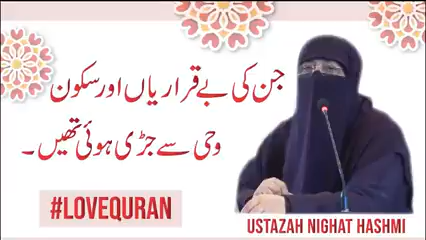 جن کی بے قراریاں اور سکون
وحی سے جڑی ہوئی تھیں۔
#LOVEQURAN
USTAZAH NIGHAT HASHMI